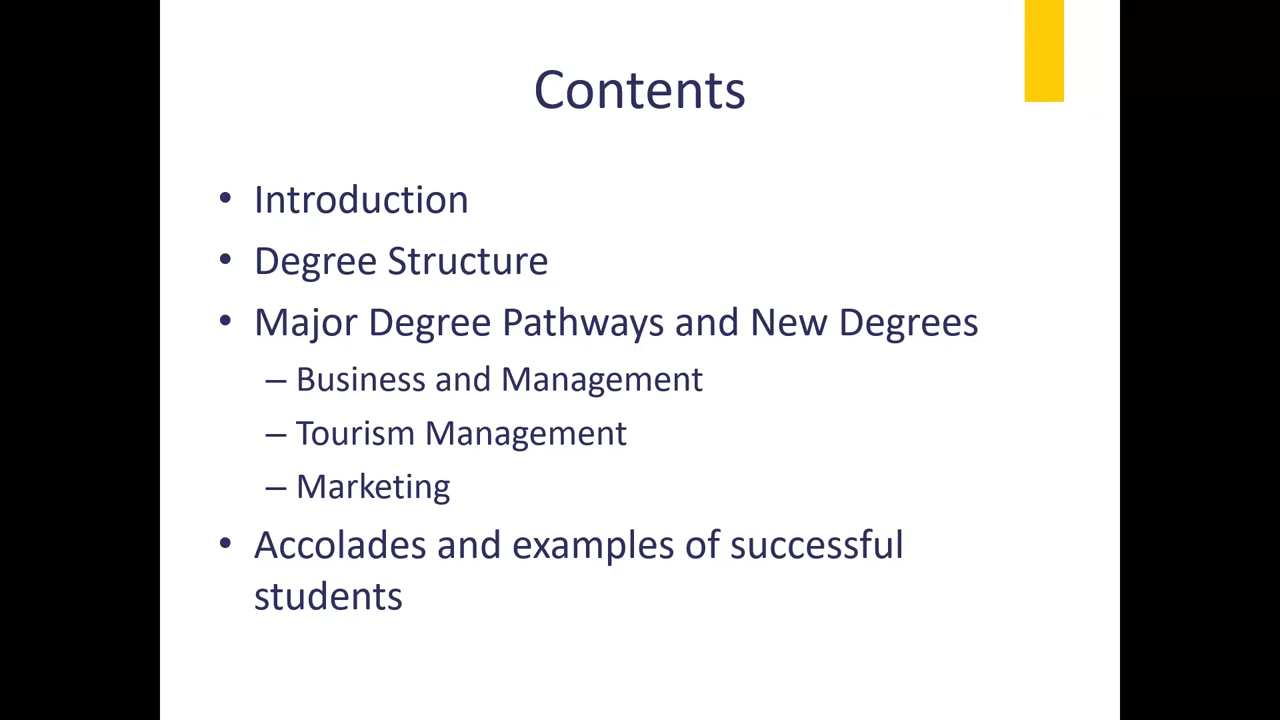 Contents
• Introduction
• Degree Structure
• Major Degree Pathways and New Degrees
– Business and Management
– Tourism Management
– Marketing
• Accolades and examples of successful
students